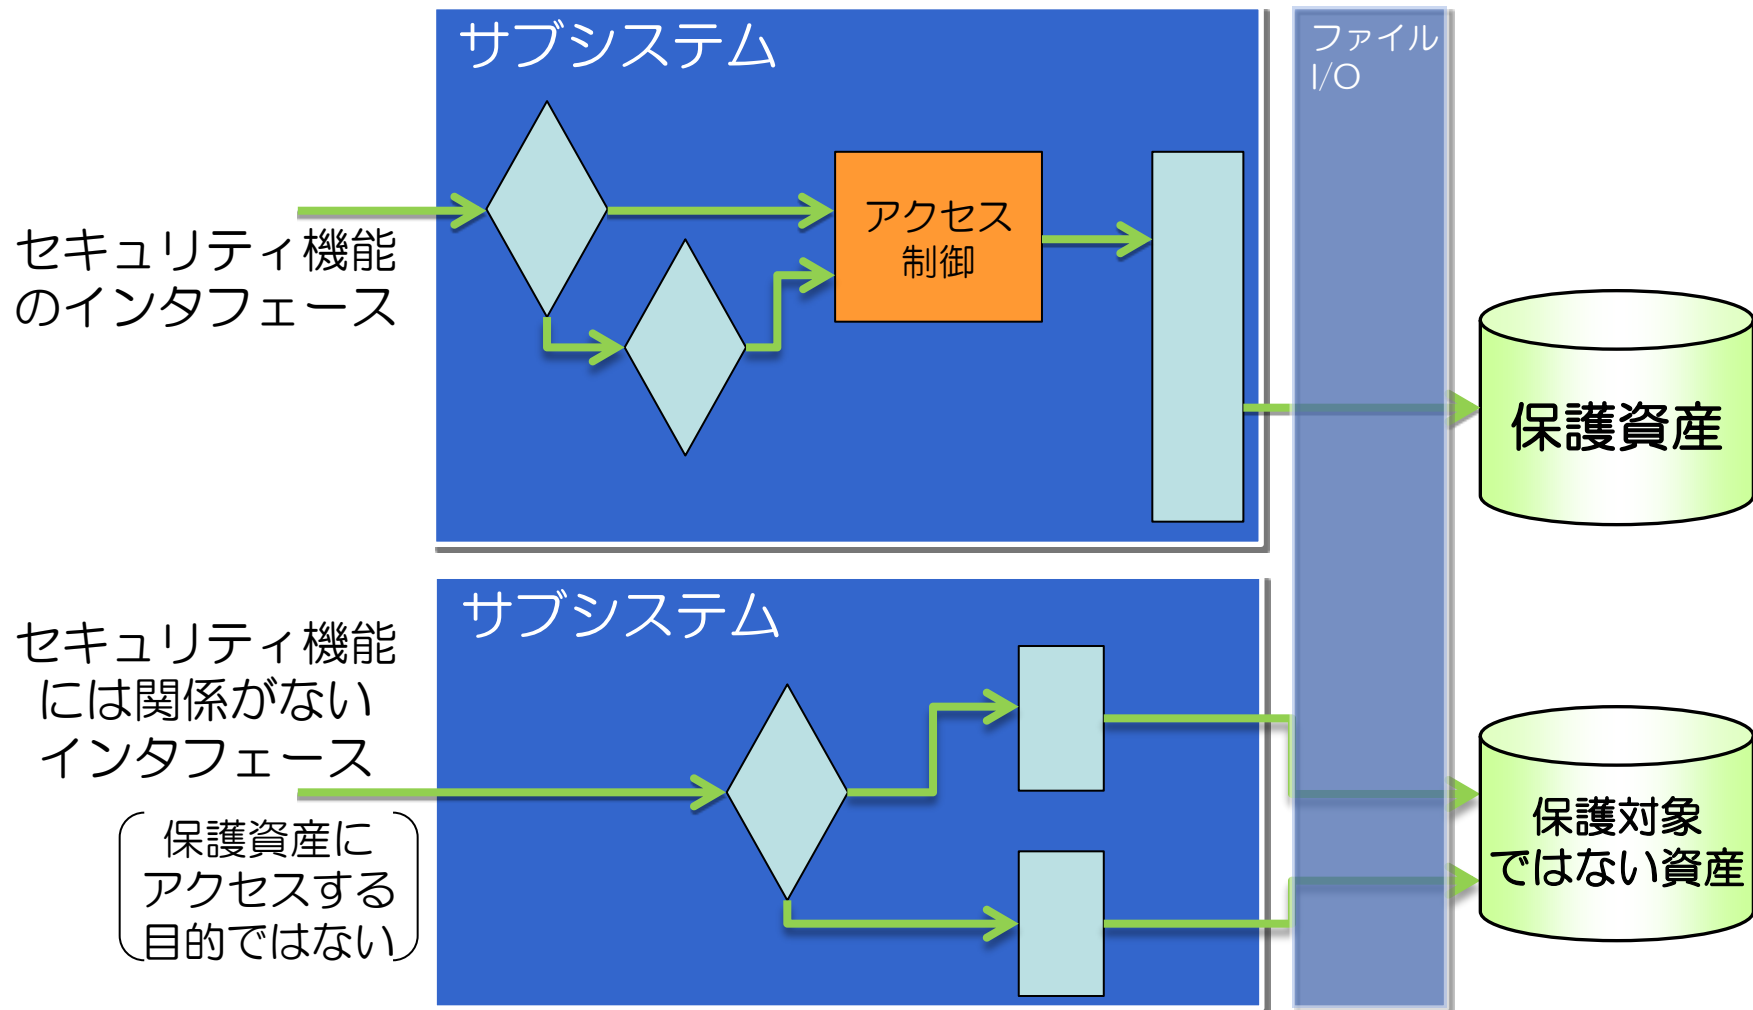 サブシステム
ファイル
I/O
アクセス
制御
セキュリティ機能
のインタフェース
保護資産
サブシステム
セキュリティ機能
には関係がない
インタフェース
保護資産に
アクセスする
目的ではない
保護対象
ではない資産